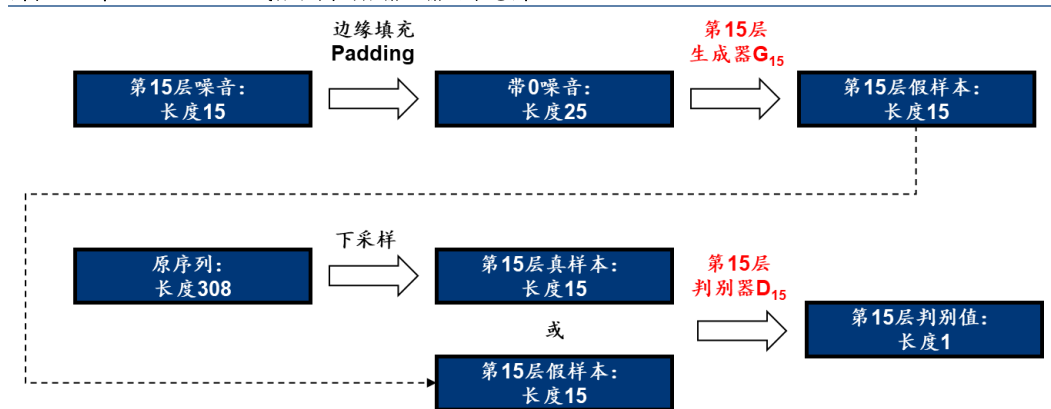 边缘填充
Padding
第15层
生成器G₁₅
第15层噪音：
长度15
带0噪音：
长度25
第15层假样本：
长度15
下采样
原序列：
长度308
第15层真样本：
长度15
第15层
判别器D₁₅
或
第15层判别值：
长度1
第15层假样本：
长度15